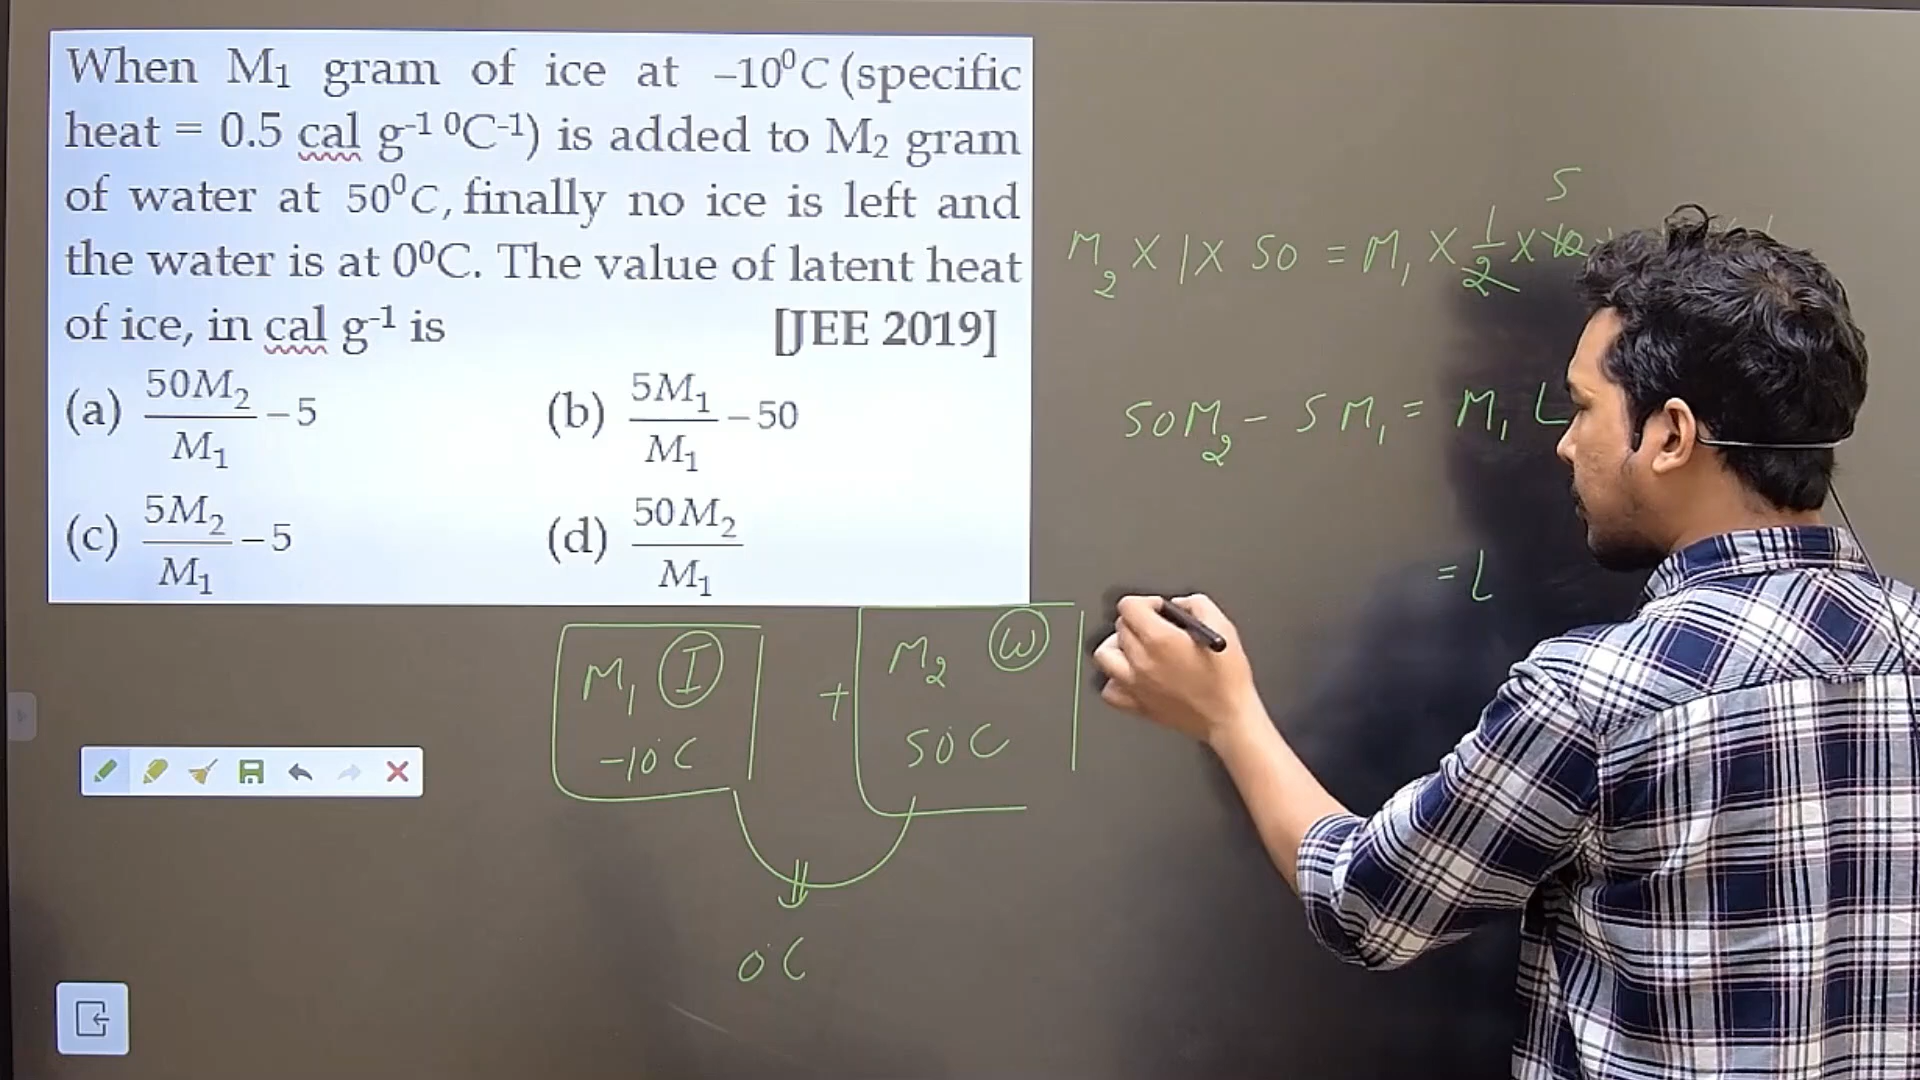 When M₁ gram of ice at –10⁰C (specific
heat = 0.5 cal g⁻¹ ⁰C⁻¹) is added to M₂ gram
of water at 50⁰C, finally no ice is left and
the water is at 0⁰C. The value of latent heat
of ice, in cal g⁻¹ is [JEE 2019]
(a) 50M₂/M₁ – 5 (b) 5M₁/M₁ – 50
(c) 5M₂/M₁ – 5 (d) 50M₂/M₁
M₂ × 1 × 50 = M₁ × 1/2 × 10
5
50M₂ – 5M₁ = M₁ L
= L
M₁ I + M₂ W
-10°C 50°C
0°C